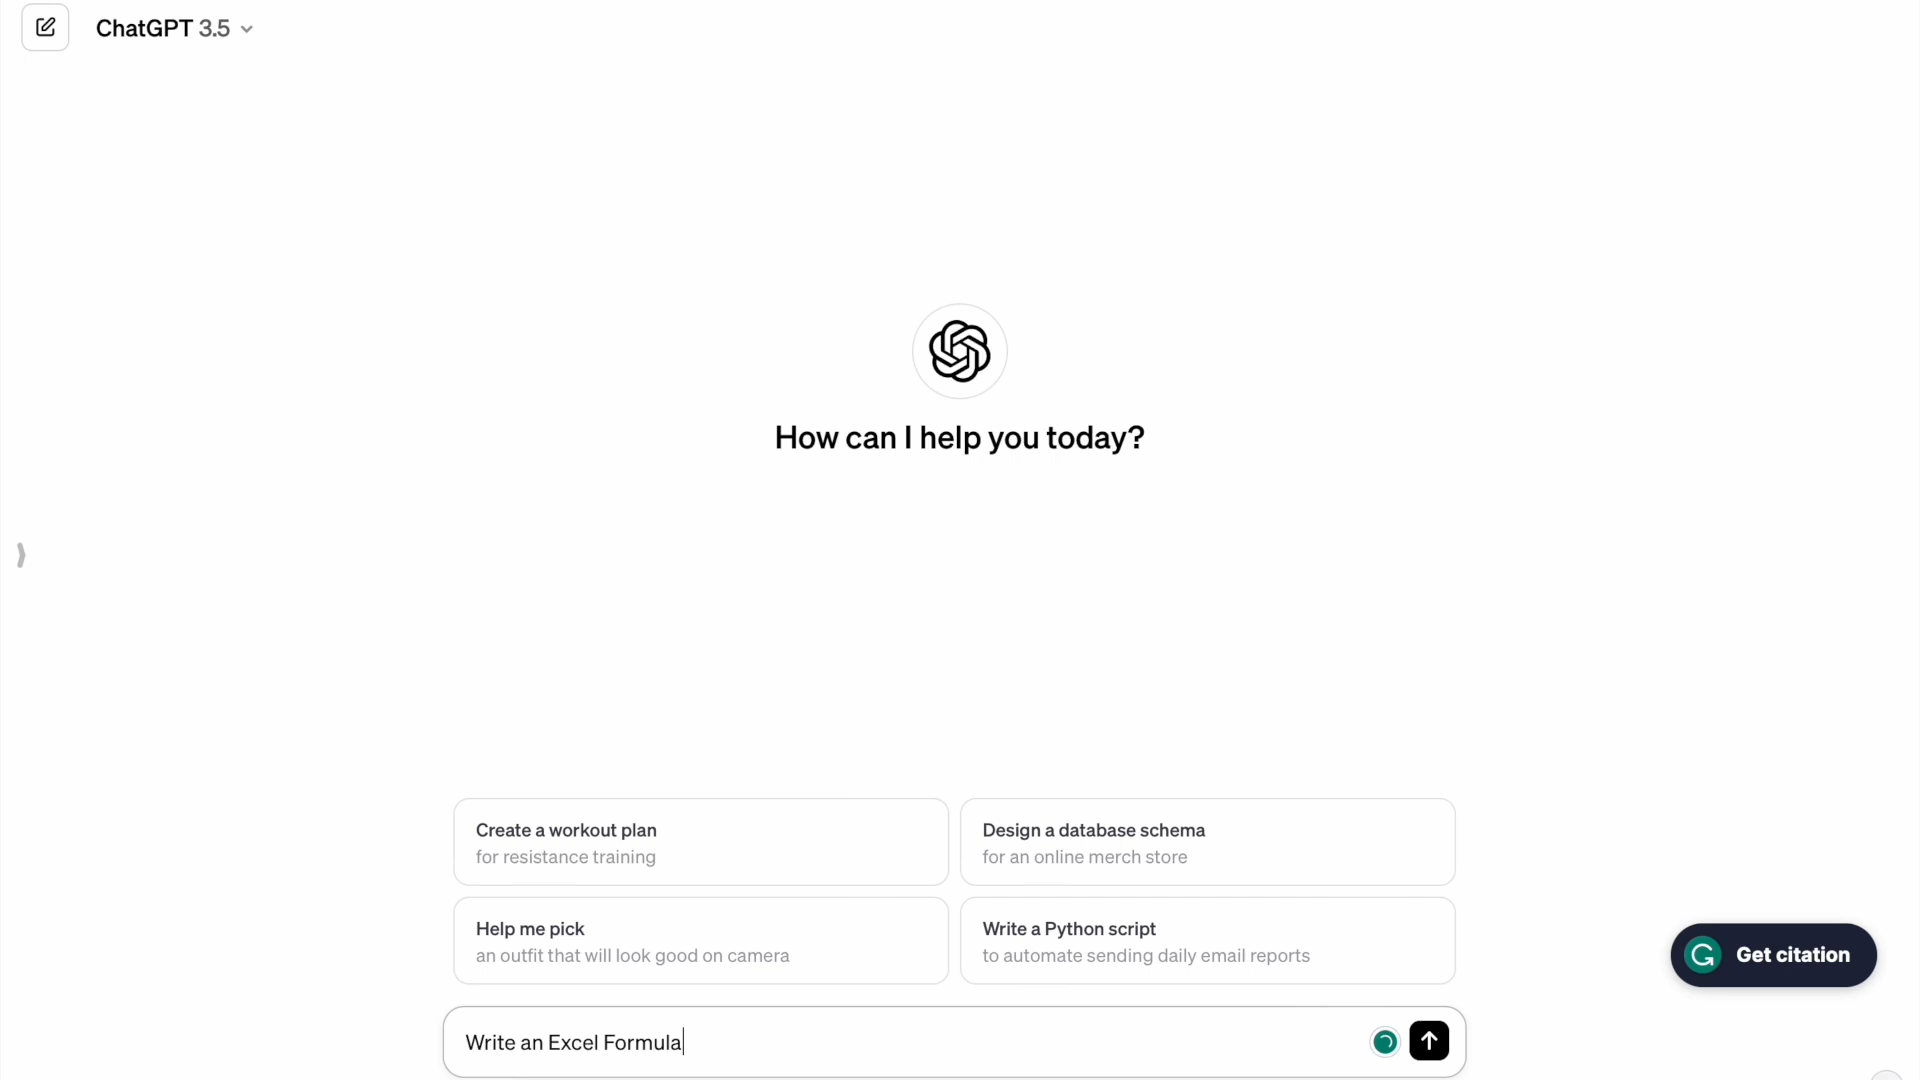 ChatGPT 3.5
How can I help you today?
Create a workout plan
for resistance training
Design a database schema
for an online merch store
Help me pick
an outfit that will look good on camera
Write a Python script
to automate sending daily email reports
Get citation
Write an Excel Formula